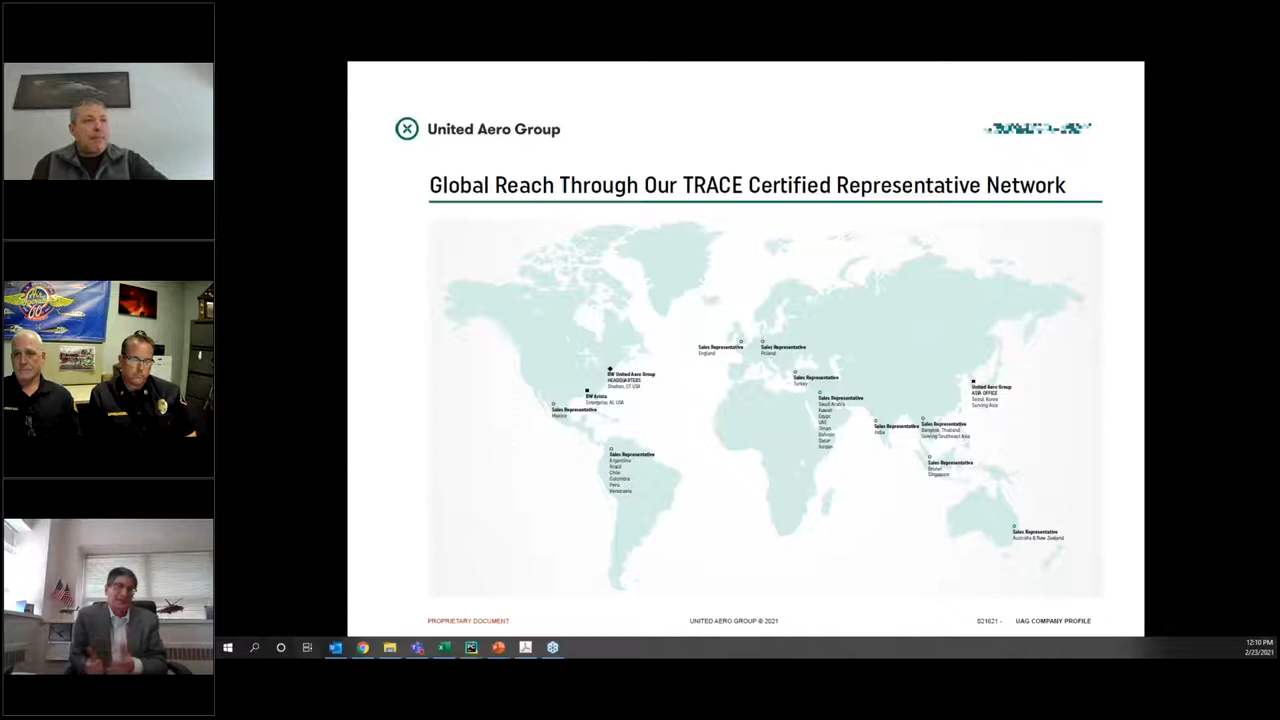 United Aero Group
Global Reach Through Our TRACE Certified Representative Network
Sales Representative
England
Sales Representative
Poland
Sales Representative
Turkey
BW United Aero Group
HEADQUARTERS
Shelton, CT USA
BW Arista
Enterprise, AL USA
Sales Representative
Mexico
Sales Representative
Saudi Arabia
Kuwait
Egypt
UAE
Oman
Bahrain
Qatar
Jordan
United Aero Group
ASIA OFFICE
Seoul Korea
Serving Asia
Sales Representative
India
Sales Representative
Bangkok, Thailand
Serving Southeast Asia
Sales Representative
Argentina
Brazil
Chile
Colombia
Peru
Venezuela
Sales Representative
Brunei
Singapore
Sales Representative
Australia & New Zealand
PROPRIETARY DOCUMENT
UNITED AERO GROUP © 2021
021621 - UAG COMPANY PROFILE
12:10 PM
2/23/2021